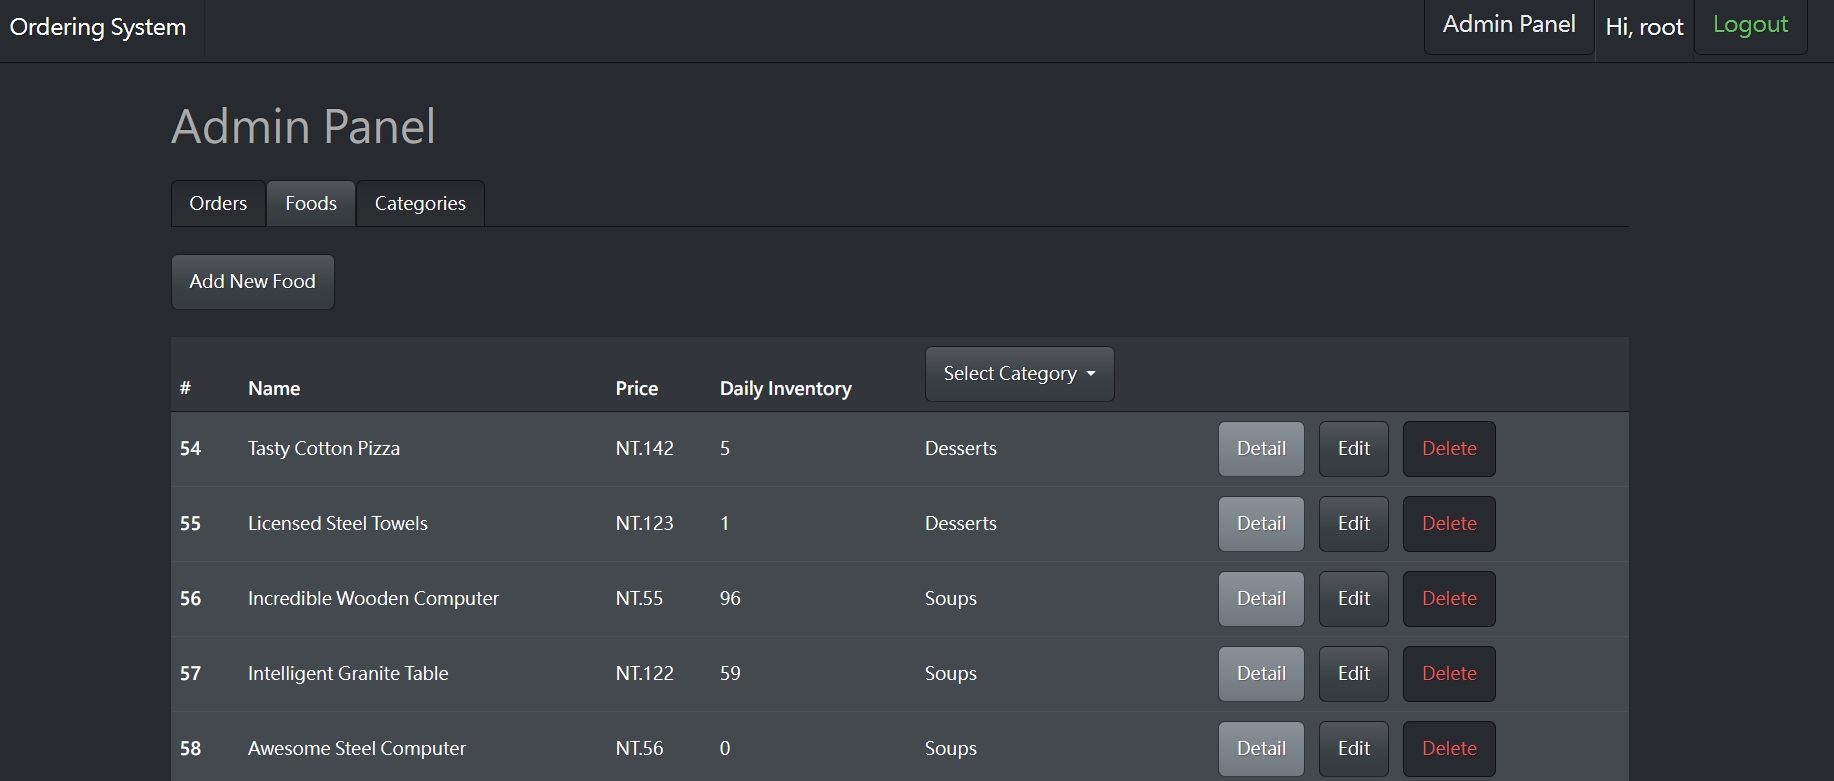 Ordering System Admin Panel Hi, root Logout
Admin Panel
Orders Foods Categories
Add New Food
# Name Price Daily Inventory Select Category
54 Tasty Cotton Pizza NT.142 5 Desserts Detail Edit Delete
55 Licensed Steel Towels NT.123 1 Desserts Detail Edit Delete
56 Incredible Wooden Computer NT.55 96 Soups Detail Edit Delete
57 Intelligent Granite Table NT.122 59 Soups Detail Edit Delete
58 Awesome Steel Computer NT.56 0 Soups Detail Edit Delete